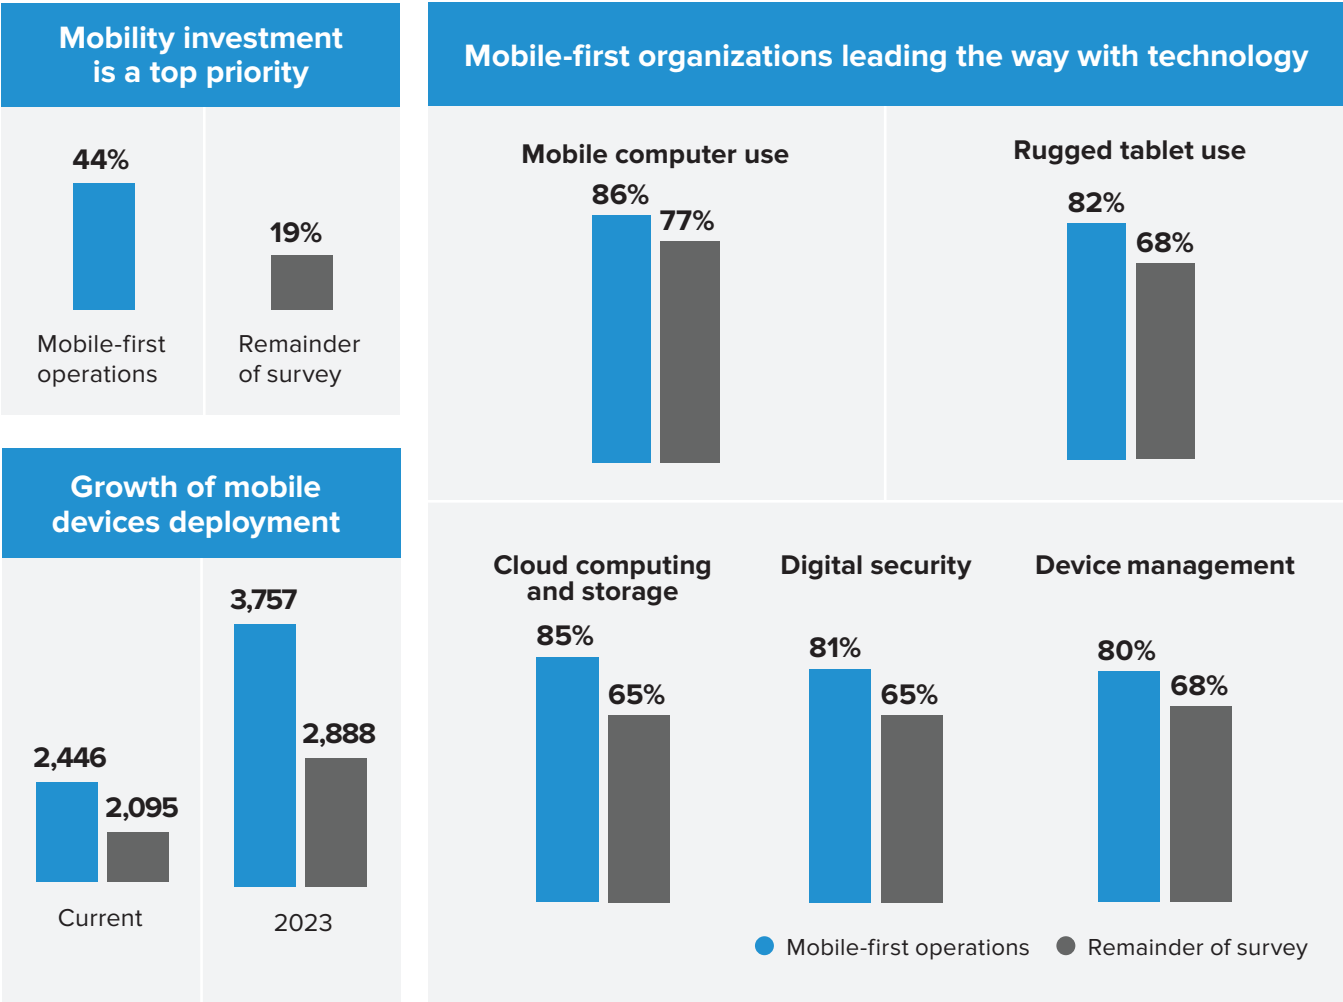 Mobility investment
is a top priority
44%
19%
Mobile-first
operations
Remainder
of survey
Growth of mobile
devices deployment
2,446
2,095
Current
3,757
2,888
2023
Mobile-first organizations leading the way with technology
Mobile computer use
86%
77%
Rugged tablet use
82%
68%
Cloud computing
and storage
85%
65%
Digital security
81%
65%
Device management
80%
68%
Mobile-first operations
Remainder of survey